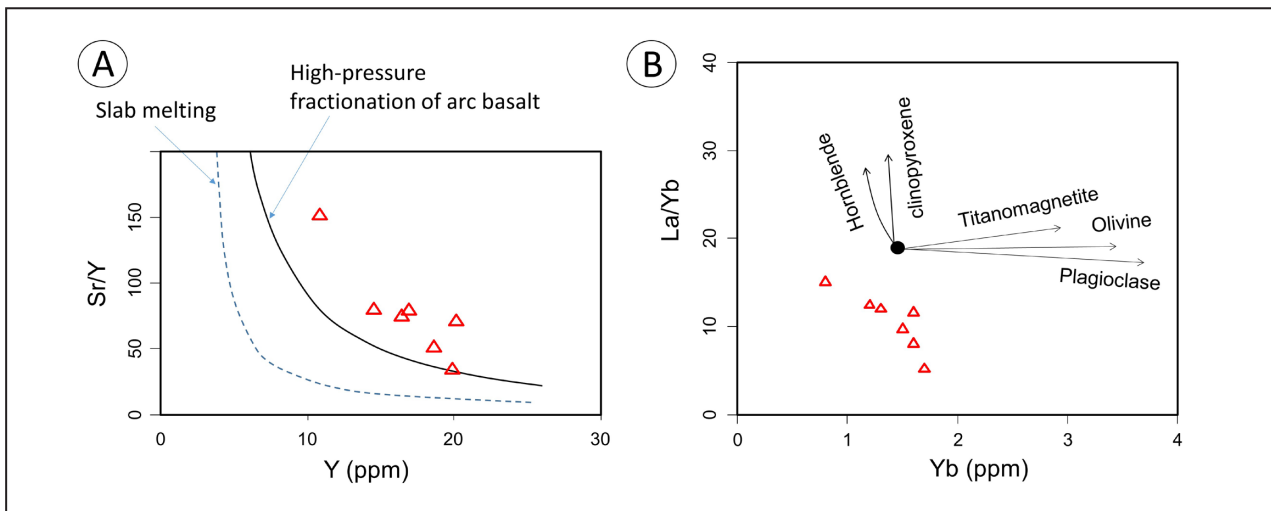 A
Slab melting
High-pressure
fractionation of arc basalt
Sr/Y
150
100
50
0
0
10
20
30
Y (ppm)
B
La/Yb
40
30
20
10
0
0
1
2
3
4
Yb (ppm)
Hornblende
clinopyroxene
Titanomagnetite
Olivine
Plagioclase